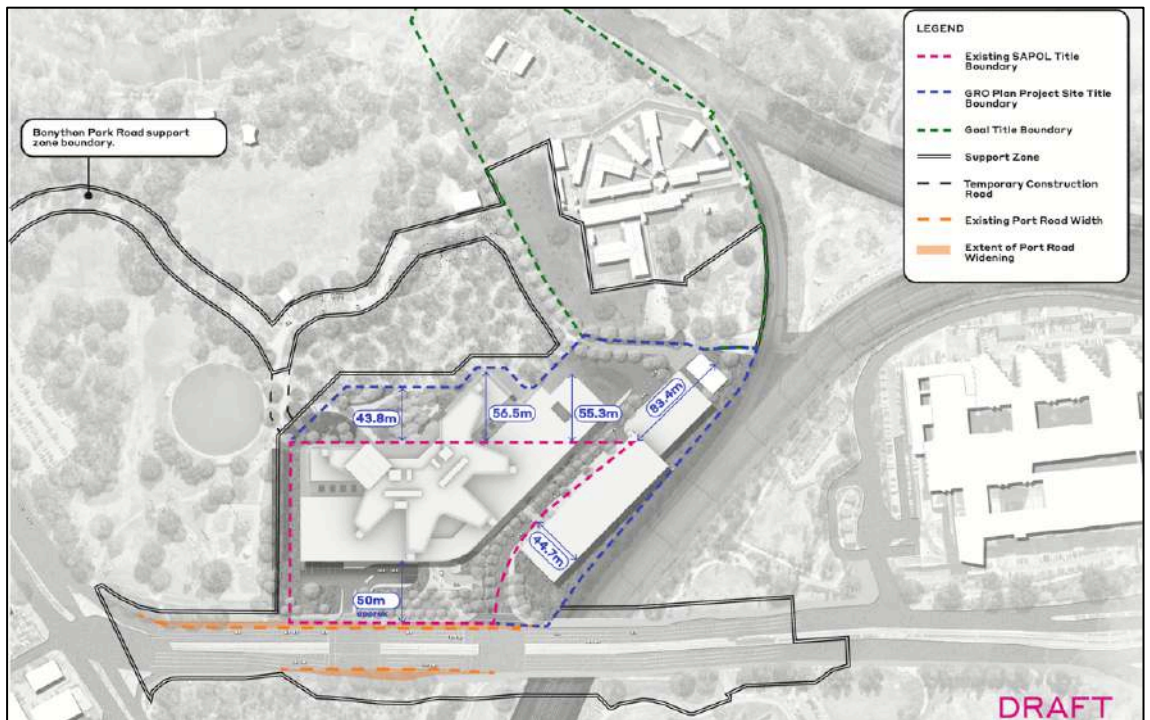 LEGEND
Existing SAPOL Title
Boundary
GRO Plan Project Site Title
Boundary
Goal Title Boundary
Support Zone
Temporary Construction
Road
Existing Port Road Width
Extent of Port Road
Widening
Bonython Park Road support
zone boundary.
43.8m
56.5m
55.3m
83.4m
44.7m
50m
approx
DRAFT